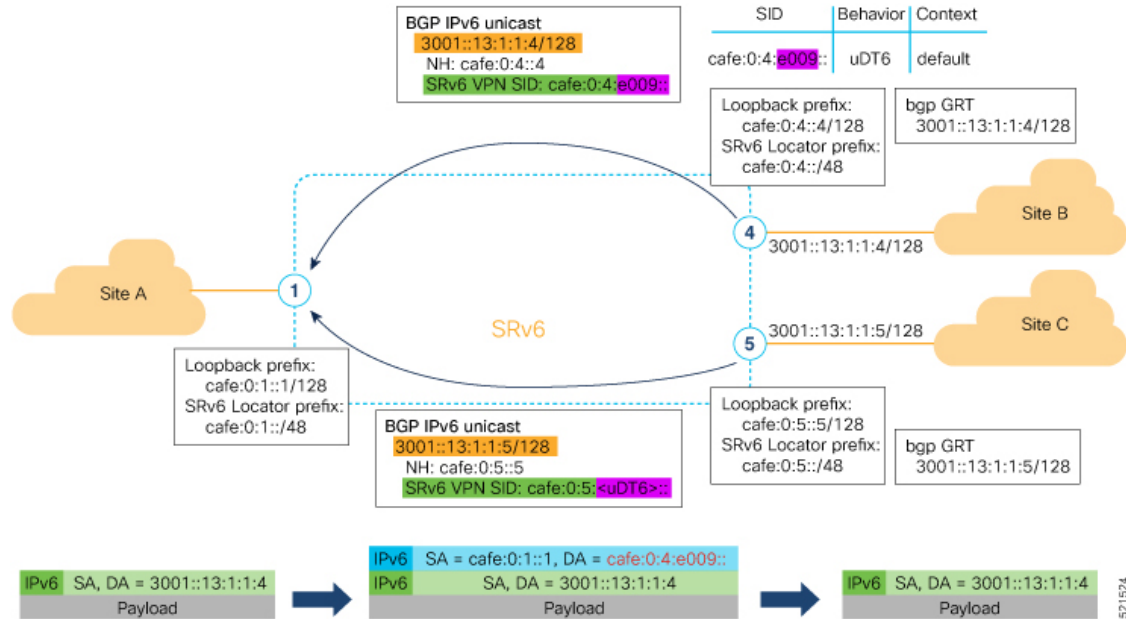 BGP IPv6 unicast
3001::13:1:1:4/128
NH: cafe:0:4::4
SRv6 VPN SID: cafe:0:4:e009::
SID Behavior Context
cafe:0:4:e009:: uDT6 default
Loopback prefix:
cafe:0:4::4/128
SRv6 Locator prefix:
cafe:0:4::/48
bgp GRT
3001::13:1:1:4/128
Site A
1
SRv6
4
3001::13:1:1:4/128
Site B
5
3001::13:1:1:5/128
Site C
Loopback prefix:
cafe:0:1::1/128
SRv6 Locator prefix:
cafe:0:1::/48
BGP IPv6 unicast
3001::13:1:1:5/128
NH: cafe:0:5::5
SRv6 VPN SID: cafe:0:5:<uDT6>::
Loopback prefix:
cafe:0:5::5/128
SRv6 Locator prefix:
cafe:0:5::/48
bgp GRT
3001::13:1:1:5/128
IPv6 SA, DA = 3001::13:1:1:4
Payload
IPv6 SA = cafe:0:1::1, DA = cafe:0:4:e009::
IPv6 SA, DA = 3001::13:1:1:4
Payload
IPv6 SA, DA = 3001::13:1:1:4
Payload
521524